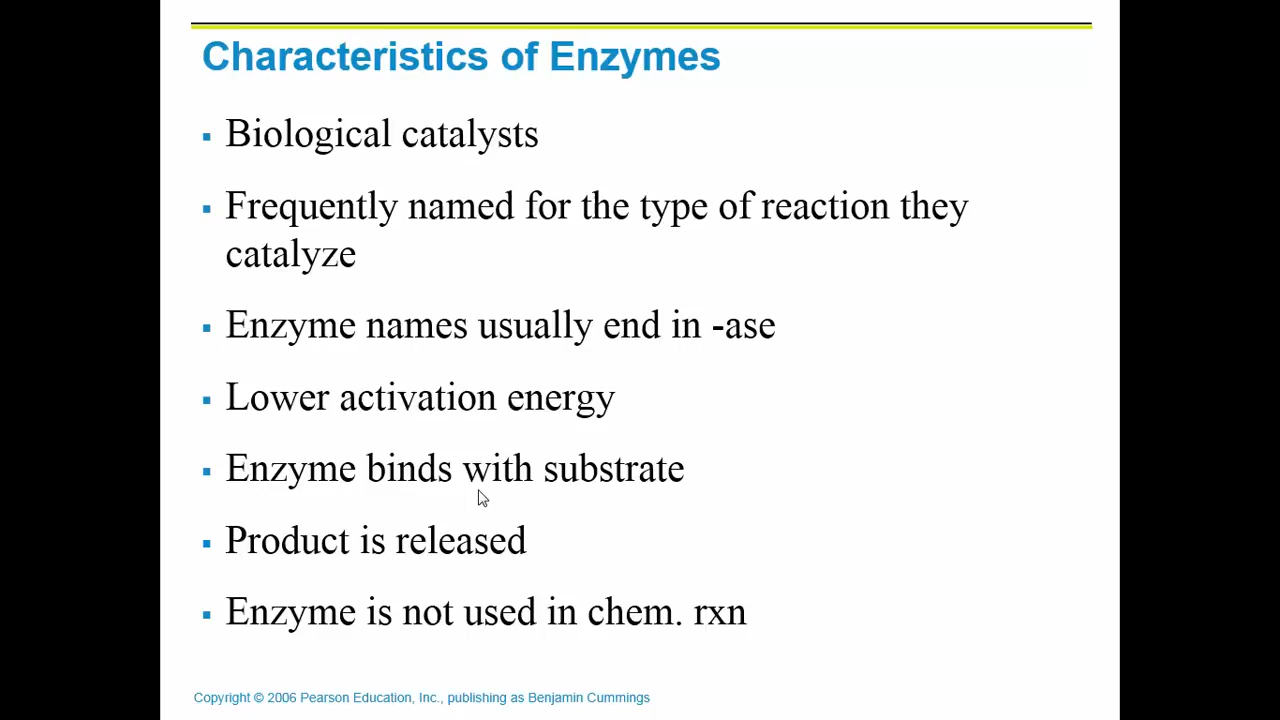 Characteristics of Enzymes
▪ Biological catalysts
▪ Frequently named for the type of reaction they
catalyze
▪ Enzyme names usually end in -ase
▪ Lower activation energy
▪ Enzyme binds with substrate
▪ Product is released
▪ Enzyme is not used in chem. rxn
Copyright © 2006 Pearson Education, Inc., publishing as Benjamin Cummings